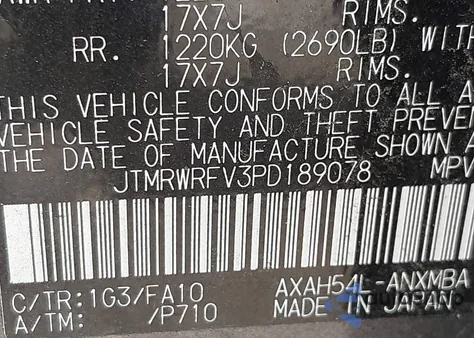 17X7J RIMS.
RR. 1220KG (2690LB) WITH
17X7J RIMS.
THIS VEHICLE CONFORMS TO ALL A
VEHICLE SAFETY AND THEFT PREVE
THE DATE OF MANUFACTURE SHOWN A
JTMRWRFV3PD189078 MPV
C/TR: 1G3/FA10 AXAH54L-ANXMBA
A/TM: /P710 MADE IN JAPAN